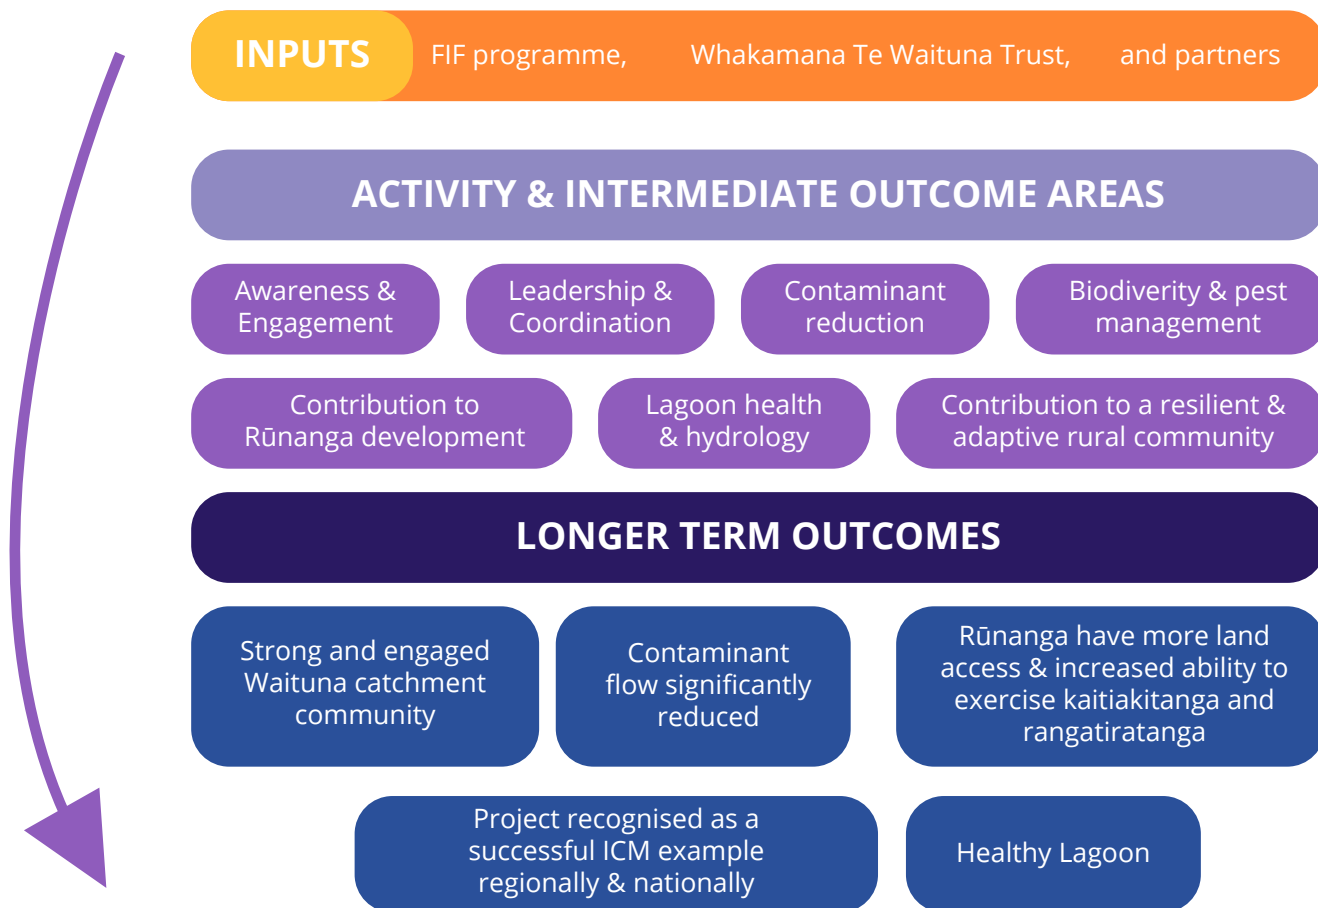 INPUTS FIF programme, Whakamana Te Waituna Trust, and partners
ACTIVITY & INTERMEDIATE OUTCOME AREAS
Awareness &
Engagement
Leadership &
Coordination
Contaminant
reduction
Biodiverity & pest
management
Contribution to
Rūnanga development
Lagoon health
& hydrology
Contribution to a resilient &
adaptive rural community
LONGER TERM OUTCOMES
Strong and engaged
Waituna catchment
community
Contaminant
flow significantly
reduced
Rūnanga have more land
access & increased ability to
exercise kaitiakitanga and
rangatiratanga
Project recognised as a
successful ICM example
regionally & nationally
Healthy Lagoon